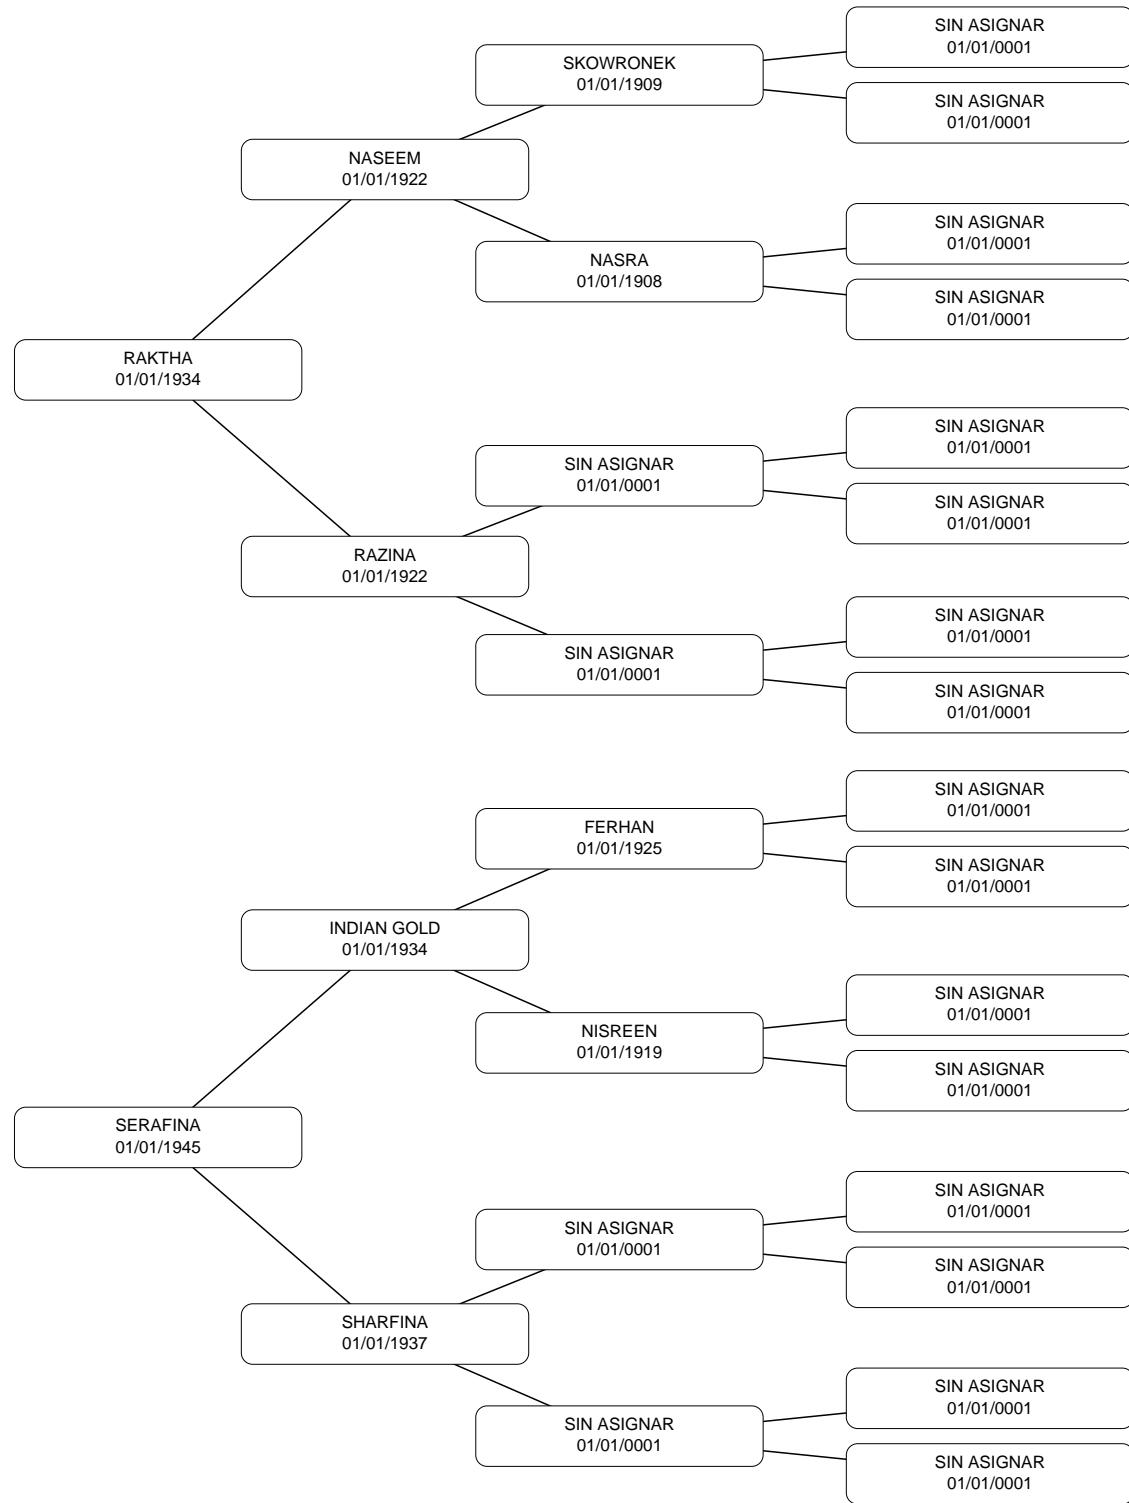 SIN ASIGNAR
01/01/0001
SKOWRONEK
01/01/1909
SIN ASIGNAR
01/01/0001
NASEEM
01/01/1922
SIN ASIGNAR
01/01/0001
NASRA
01/01/1908
SIN ASIGNAR
01/01/0001
RAKTHA
01/01/1934
SIN ASIGNAR
01/01/0001
SIN ASIGNAR
01/01/0001
SIN ASIGNAR
01/01/0001
RAZINA
01/01/1922
SIN ASIGNAR
01/01/0001
SIN ASIGNAR
01/01/0001
SIN ASIGNAR
01/01/0001
SIN ASIGNAR
01/01/0001
FERHAN
01/01/1925
SIN ASIGNAR
01/01/0001
INDIAN GOLD
01/01/1934
SIN ASIGNAR
01/01/0001
NISREEN
01/01/1919
SIN ASIGNAR
01/01/0001
SERAFINA
01/01/1945
SIN ASIGNAR
01/01/0001
SIN ASIGNAR
01/01/0001
SIN ASIGNAR
01/01/0001
SHARFINA
01/01/1937
SIN ASIGNAR
01/01/0001
SIN ASIGNAR
01/01/0001
SIN ASIGNAR
01/01/0001